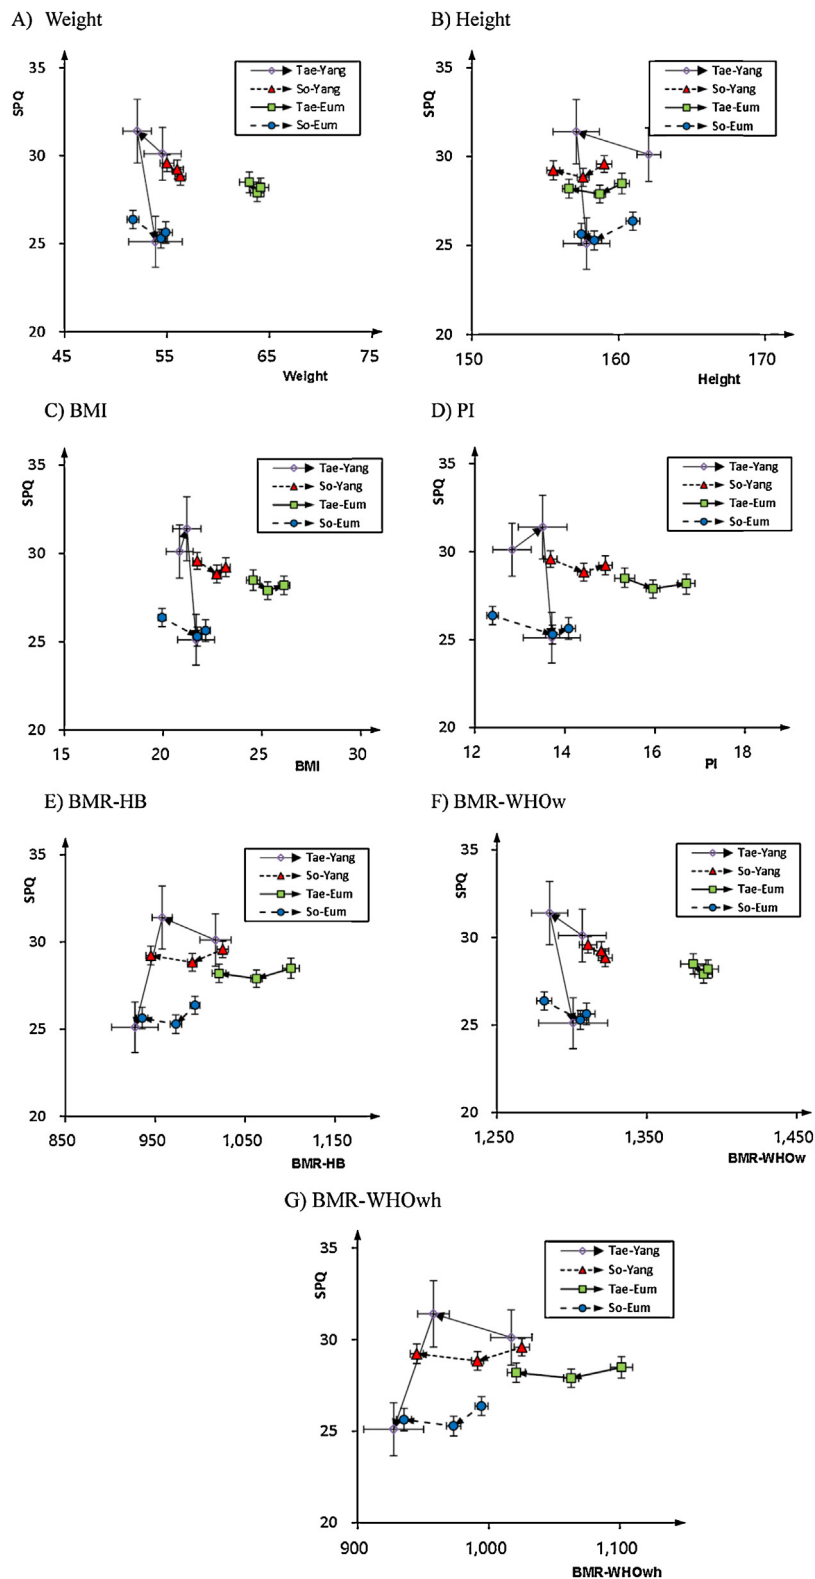 A) Weight
B) Height
35
30
25
20
SPQ
45 55 65 75
Weight
Tae-Yang
So-Yang
Tae-Eum
So-Eum
35
30
25
20
SPQ
150 160 170
Height
Tae-Yang
So-Yang
Tae-Eum
So-Eum
C) BMI
D) PI
35
30
25
20
SPQ
15 20 25 30
BMI
Tae-Yang
So-Yang
Tae-Eum
So-Eum
35
30
25
20
SPQ
12 14 16 18
PI
Tae-Yang
So-Yang
Tae-Eum
So-Eum
E) BMR-HB
F) BMR-WHOw
35
30
25
20
SPQ
850 950 1,050 1,150
BMR-HB
Tae-Yang
So-Yang
Tae-Eum
So-Eum
35
30
25
20
SPQ
1,250 1,350 1,450
BMR-WHOw
Tae-Yang
So-Yang
Tae-Eum
So-Eum
G) BMR-WHOwh
35
30
25
20
SPQ
900 1,000 1,100
BMR-WHOwh
Tae-Yang
So-Yang
Tae-Eum
So-Eum